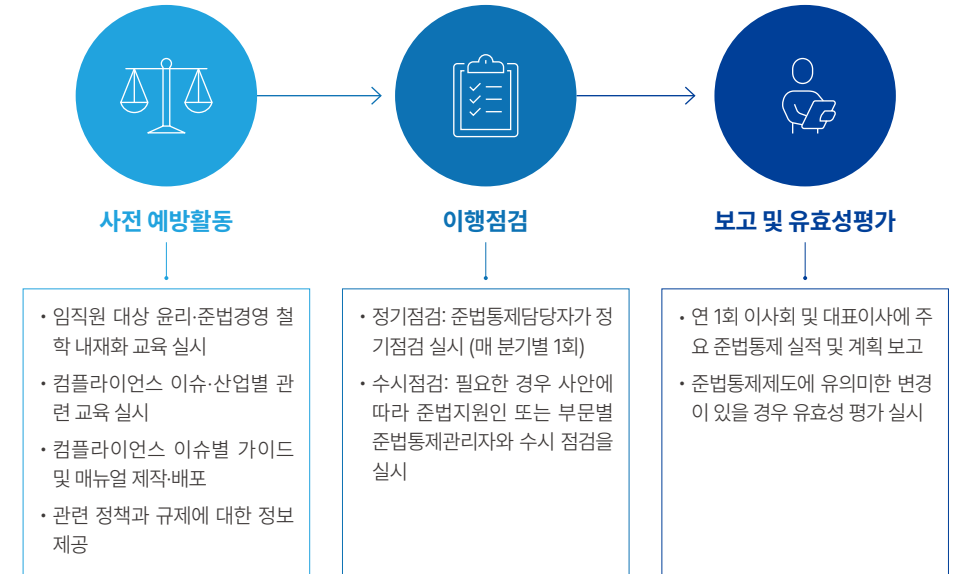 사전 예방활동
• 임직원 대상 윤리·준법경영 철
학 내재화 교육 실시
• 컴플라이언스 이슈·산업별 관
련 교육 실시
• 컴플라이언스 이슈별 가이드
및 매뉴얼 제작·배포
• 관련 정책과 규제에 대한 정보
제공
이행점검
• 정기점검: 준법통제담당자가 정
기점검 실시 (매 분기별 1회)
• 수시점검: 필요한 경우 사안에
따라 준법지원인 또는 부문별
준법통제관리자와 수시 점검을
실시
보고 및 유효성평가
• 연 1회 이사회 및 대표이사에 주
요 준법통제 실적 및 계획 보고
• 준법통제제도에 유의미한 변경
이 있을 경우 유효성 평가 실시